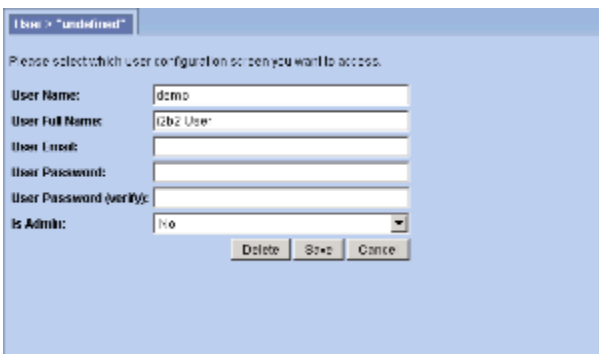 User > "undefined"
Please select which user configuration screen you want to access.
User Name: demo
User Full Name: i2b2 User
User Email:
User Password:
User Password (verify):
Is Admin: No
Delete Save Cancel